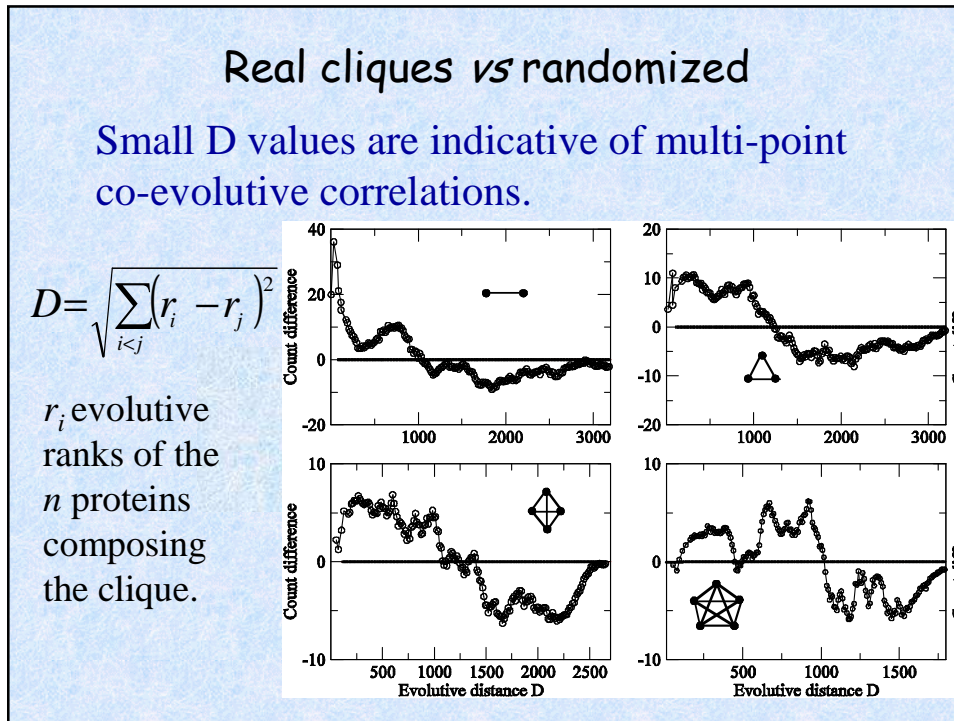 Real cliques vs randomized
Small D values are indicative of multi-point
co-evolutive correlations.
D=√∑i<j(ri −rj)2
ri evolutive
ranks of the
n proteins
composing
the clique.
Count difference
40
20
0
-20
1000 2000 3000
20
10
0
-10
-20
1000 2000 3000
Count difference
10
0
-10
500 1000 1500 2000 2500
Evolutive distance D
10
0
-10
500 1000 1500
Evolutive distance D